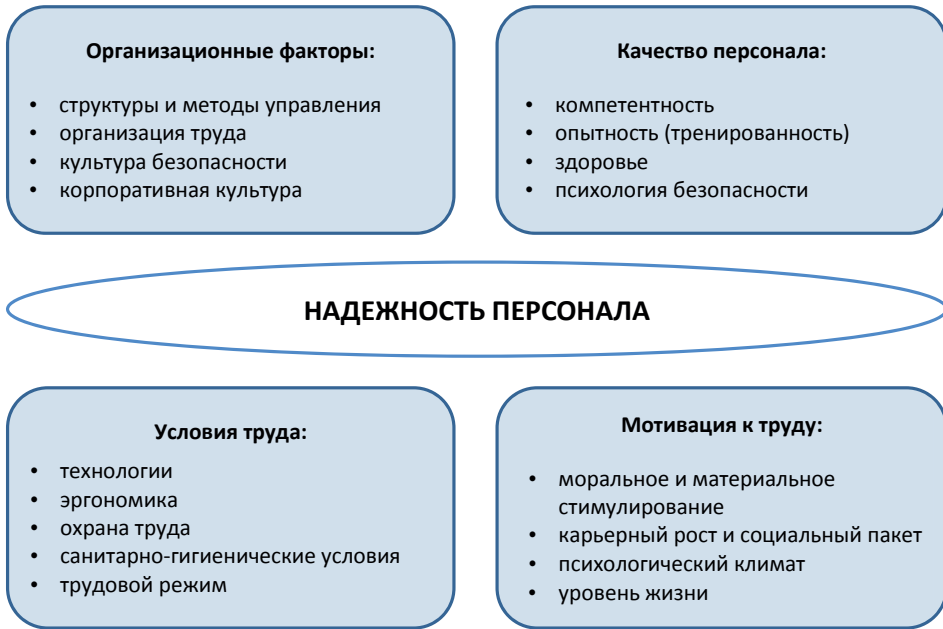 Организационные факторы:
• структуры и методы управления
• организация труда
• культура безопасности
• корпоративная культура
Качество персонала:
• компетентность
• опытность (тренированность)
• здоровье
• психология безопасности
НАДЕЖНОСТЬ ПЕРСОНАЛА
Условия труда:
• технологии
• эргономика
• охрана труда
• санитарно-гигиенические условия
• трудовой режим
Мотивация к труду:
• моральное и материальное
стимулирование
• карьерный рост и социальный пакет
• психологический климат
• уровень жизни